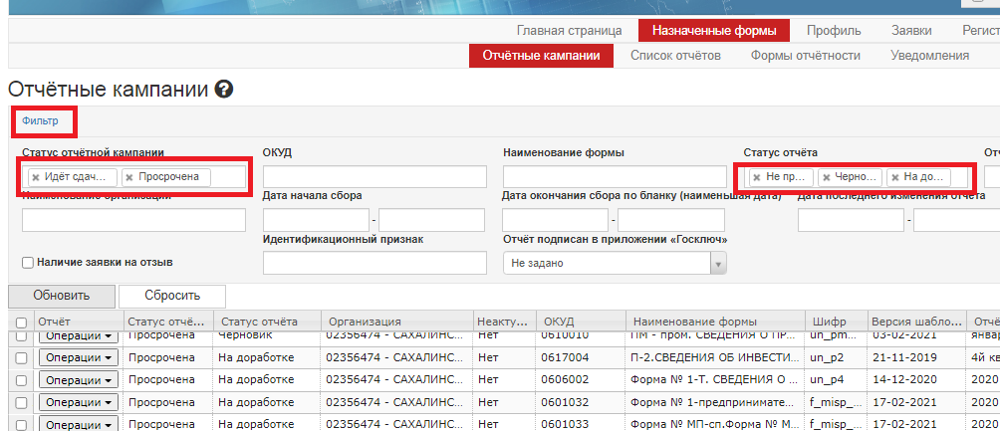 Главная страница Назначенные формы Профиль Заявки Регист
Отчётные кампании Список отчётов Формы отчётности Уведомления
Отчётные кампании ?
Фильтр
Статус отчётной кампании ОКУД Наименование формы Статус отчёта Отч
× Идёт сдач... × Просрочена × Не пр... × Черно... × На до...
Наименование организации Дата начала сбора Дата окончания сбора по бланку (наименьшая дата) Дата последнего изменения отчёта
- - -
Идентификационный признак Отчёт подписан в приложении «Госключ»
Наличие заявки на отзыв Не задано
Обновить Сбросить
Отчёт Статус отчё... Статус отчета Организация Неакту... ОКУД Наименование формы Шифр Версия шабло... Отчё
Операции Просрочена Черновик 02356474 - САХАЛИНС... Нет 0610010 ПМ - пром. СВЕДЕНИЯ О ПР... un_pm... 03-02-2021 январ
Операции Просрочена На доработке 02356474 - САХАЛИНС... Нет 0617004 П-2.СВЕДЕНИЯ ОБ ИНВЕСТИ... un_p2 21-11-2019 4й кв
Операции Просрочена На доработке 02356474 - САХАЛИНС... Нет 0606002 Форма № 1-Т. СВЕДЕНИЯ О ... un_p4 14-12-2020 2020
Операции Просрочена На доработке 02356474 - САХАЛИНС... Нет 0601032 Форма № 1-предпринимате... f_misp_... 17-02-2021 2020
Операции Просрочена На доработке 02356474 - САХАЛИНС... Нет 0601033 Форма № МП-сп.Форма № М... f_misp_... 17-02-2021 2020